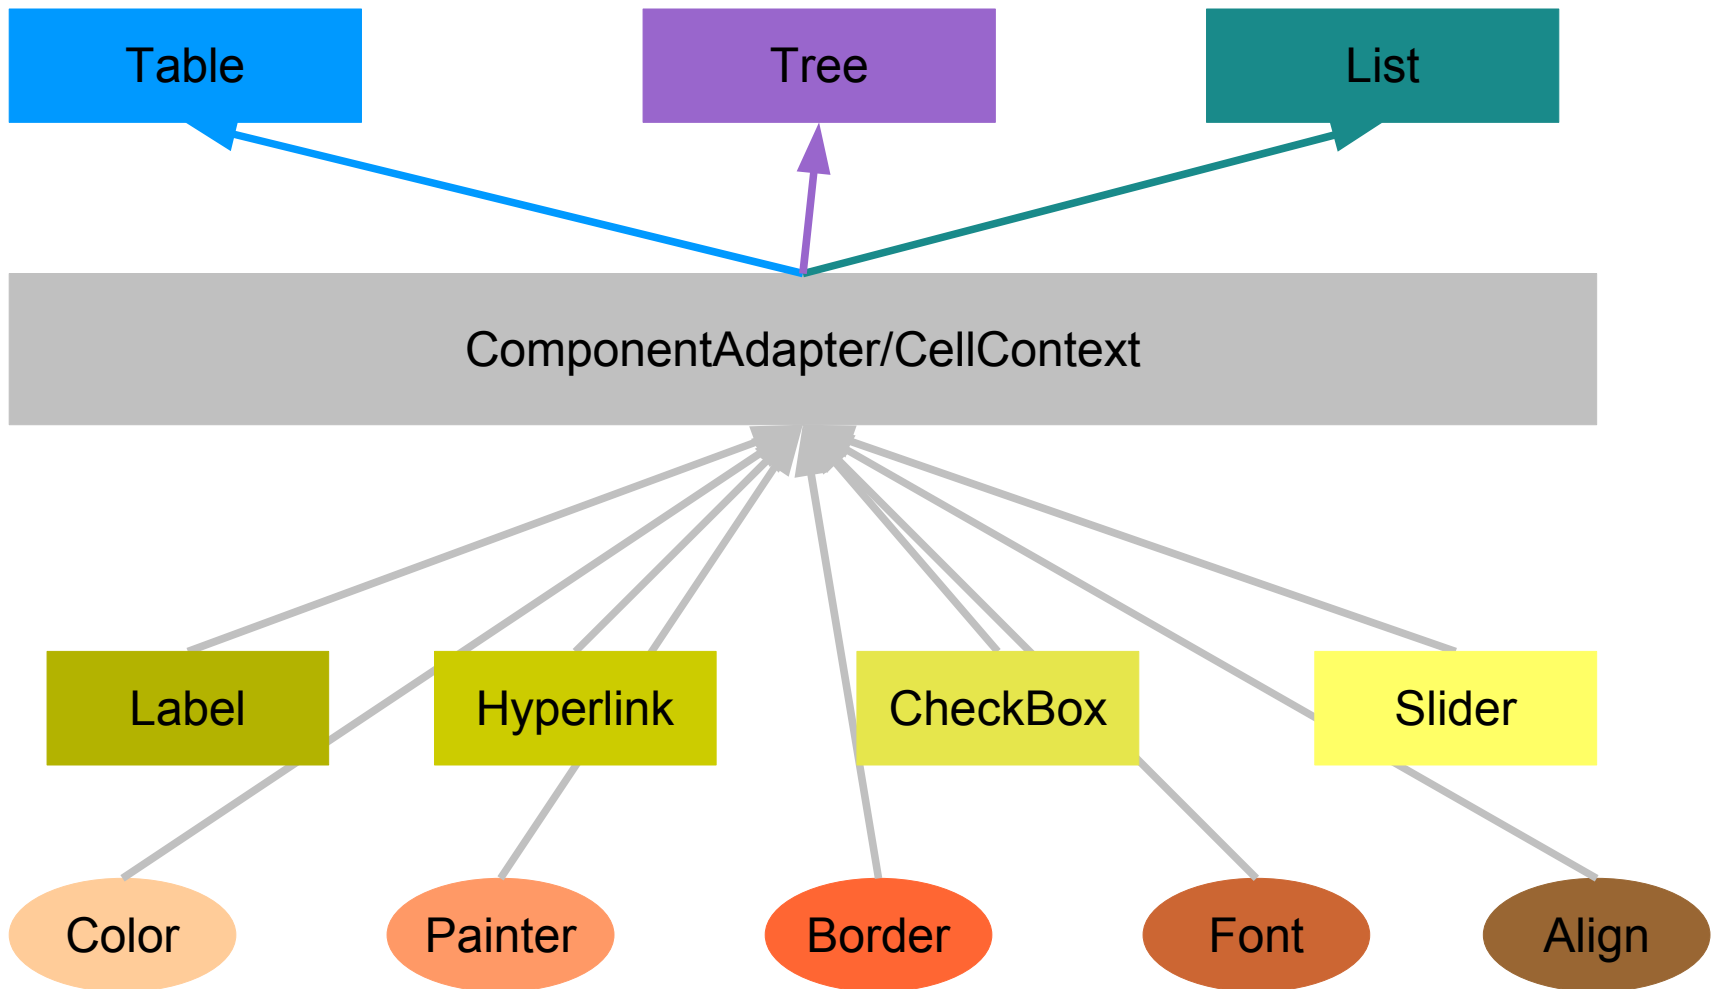 Table
Tree
List
ComponentAdapter/CellContext
Label
Hyperlink
CheckBox
Slider
Color
Painter
Border
Font
Align